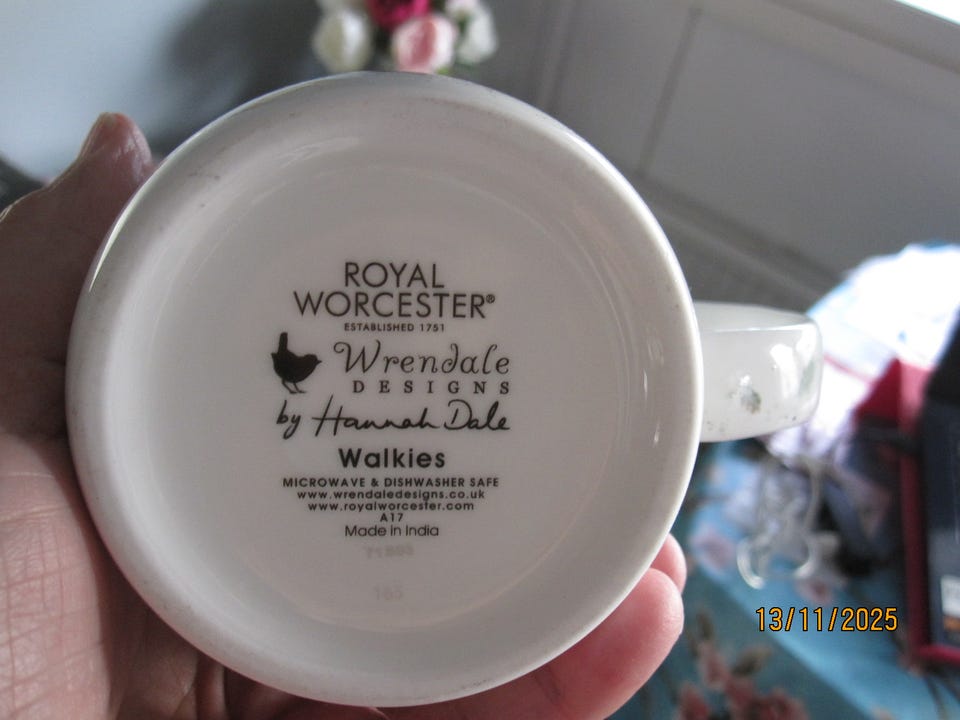 ROYAL
WORCESTER®
ESTABLISHED 1751
Wrendale
DESIGNS
by Hannah Dale
Walkies
MICROWAVE & DISHWASHER SAFE
www.wrendaledesigns.co.uk
www.royalworcester.com
A17
Made in India
13/11/2025